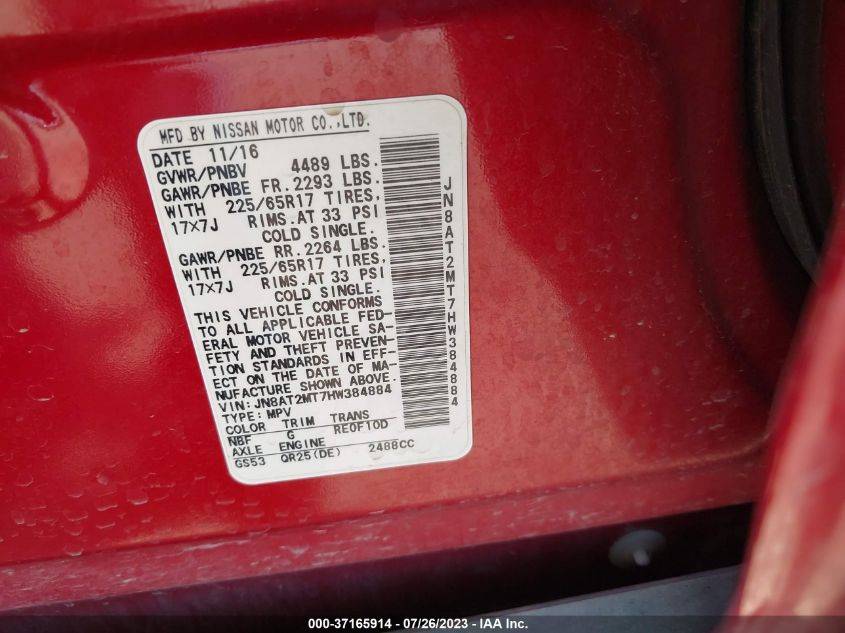 MFD BY NISSAN MOTOR CO.,LTD.
DATE 11/16
GVWR/PNBV 4489 LBS.
GAWR/PNBE FR. 2293 LBS.
WITH 225/65R17 TIRES,
17X7J RIMS.AT 33 PSI
COLD SINGLE.
GAWR/PNBE RR. 2264 LBS.
WITH 225/65R17 TIRES,
17X7J RIMS.AT 33 PSI
COLD SINGLE.
THIS VEHICLE CONFORMS
TO ALL APPLICABLE FED-
ERAL MOTOR VEHICLE SA-
FETY AND THEFT PREVEN-
TION STANDARDS IN EFF-
ECT ON THE DATE OF MA-
NUFACTURE SHOWN ABOVE.
VIN: JN8AT2MT7HW384884
TYPE: MPV
COLOR TRIM TRANS
NBF G RE0F10D
AXLE ENGINE
GS53 QR25(DE) 2488CC
JN8AT2MT7HW384884
000-37165914 / 07/26/2023 - IAA Inc.